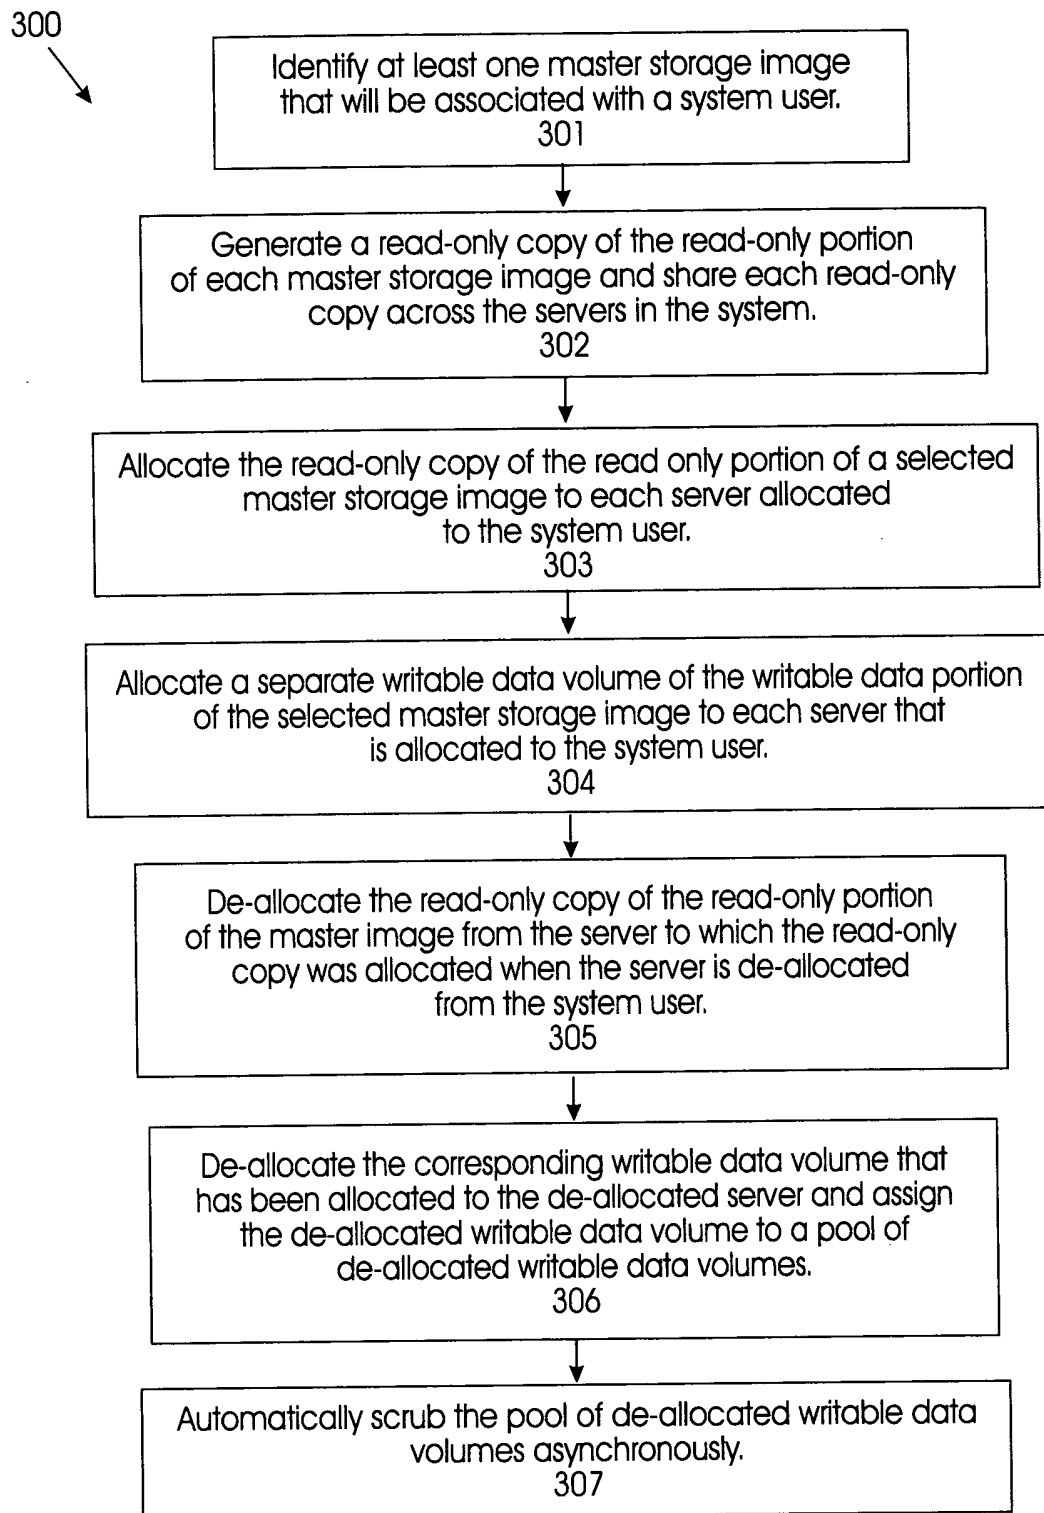 300
Identify at least one master storage image
that will be associated with a system user.
301
Generate a read-only copy of the read-only portion
of each master storage image and share each read-only
copy across the servers in the system.
302
Allocate the read-only copy of the read only portion of a selected
master storage image to each server allocated
to the system user.
303
Allocate a separate writable data volume of the writable data portion
of the selected master storage image to each server that
is allocated to the system user.
304
De-allocate the read-only copy of the read-only portion
of the master image from the server to which the read-only
copy was allocated when the server is de-allocated
from the system user.
305
De-allocate the corresponding writable data volume that
has been allocated to the de-allocated server and assign
the de-allocated writable data volume to a pool of
de-allocated writable data volumes.
306
Automatically scrub the pool of de-allocated writable data
volumes asynchronously.
307